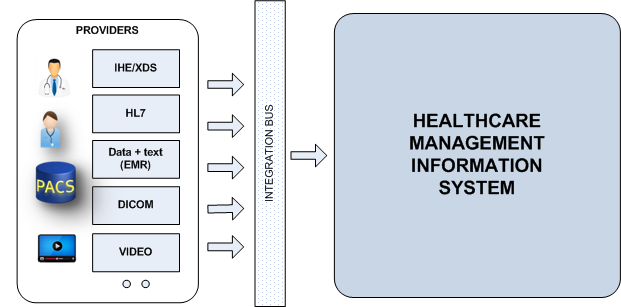 PROVIDERS
IHE/XDS
HL7
Data + text
(EMR)
PACS
DICOM
VIDEO
INTEGRATION BUS
HEALTHCARE
MANAGEMENT
INFORMATION
SYSTEM